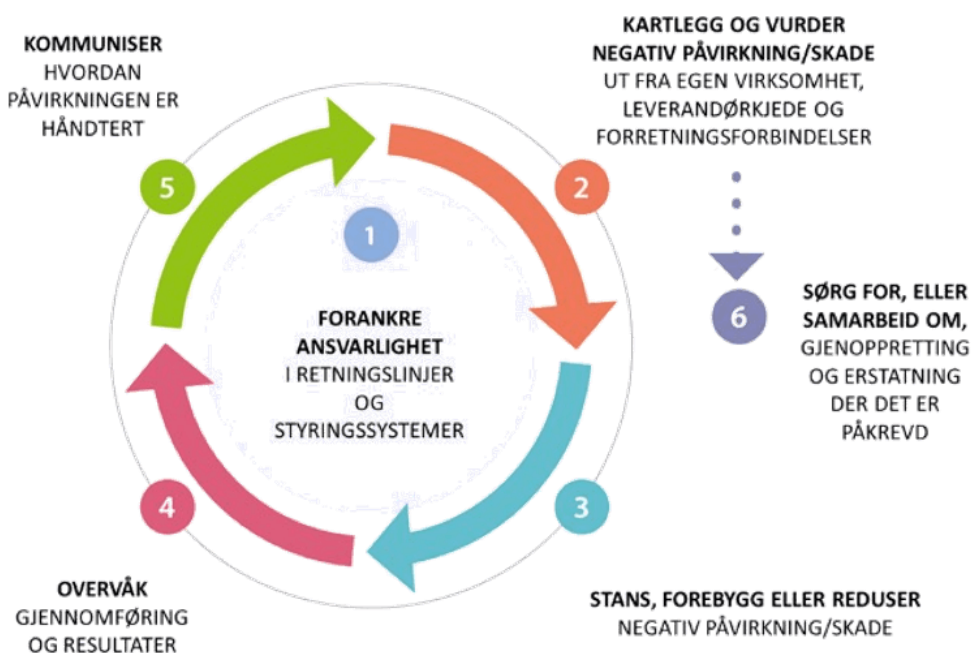 1
FORANKRE
ANSVARLIGHET
I RETNINGSLINJER
OG
STYRINGSSYSTEMER
2
KARTLEGG OG VURDER
NEGATIV PÅVIRKNING/SKADE
UT FRA EGEN VIRKSOMHET,
LEVERANDØRKJEDE OG
FORRETNINGSFORBINDELSER
3
STANS, FOREBYGG ELLER REDUSER
NEGATIV PÅVIRKNING/SKADE
4
OVERVÅK
GJENNOMFØRING
OG RESULTATER
5
KOMMUNISER
HVORDAN
PÅVIRKNINGEN ER
HÅNDTERT
6
SØRG FOR, ELLER
SAMARBEID OM,
GJENOPPRETTING
OG ERSTATNING
DER DET ER
PÅKREVD